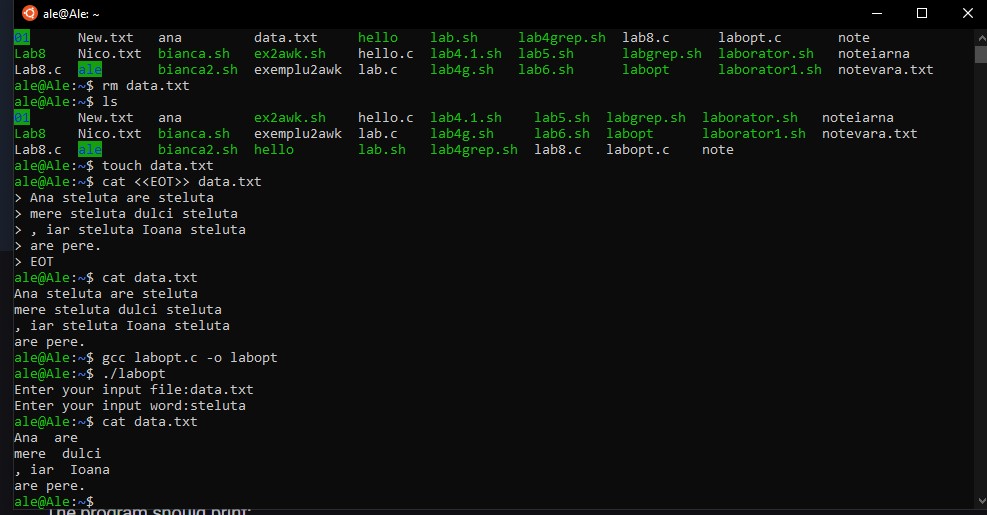 ale@Ale: ~
01 New.txt ana data.txt hello lab.sh lab4grep.sh lab8.c labopt.c note
Lab8 Nico.txt bianca.sh ex2awk.sh hello.c lab4.1.sh lab5.sh labgrep.sh laborator.sh noteiarna
Lab8.c ale bianca2.sh exemplu2awk lab.c lab4g.sh lab6.sh labopt laborator1.sh notevara.txt
ale@Ale:~$ rm data.txt
ale@Ale:~$ ls
01 New.txt ana ex2awk.sh hello.c lab4.1.sh lab5.sh labgrep.sh laborator.sh noteiarna
Lab8 Nico.txt bianca.sh exemplu2awk lab.c lab4g.sh lab6.sh labopt laborator1.sh notevara.txt
Lab8.c ale bianca2.sh hello lab.sh lab4grep.sh lab8.c labopt.c note
ale@Ale:~$ touch data.txt
ale@Ale:~$ cat <<EOT>> data.txt
> Ana steluta are steluta
> mere steluta dulci steluta
> , iar steluta Ioana steluta
> are pere.
> EOT
ale@Ale:~$ cat data.txt
Ana steluta are steluta
mere steluta dulci steluta
, iar steluta Ioana steluta
are pere.
ale@Ale:~$ gcc labopt.c -o labopt
ale@Ale:~$ ./labopt
Enter your input file:data.txt
Enter your input word:steluta
ale@Ale:~$ cat data.txt
Ana  are
mere  dulci
, iar  Ioana
are pere.
ale@Ale:~$
The program should print: